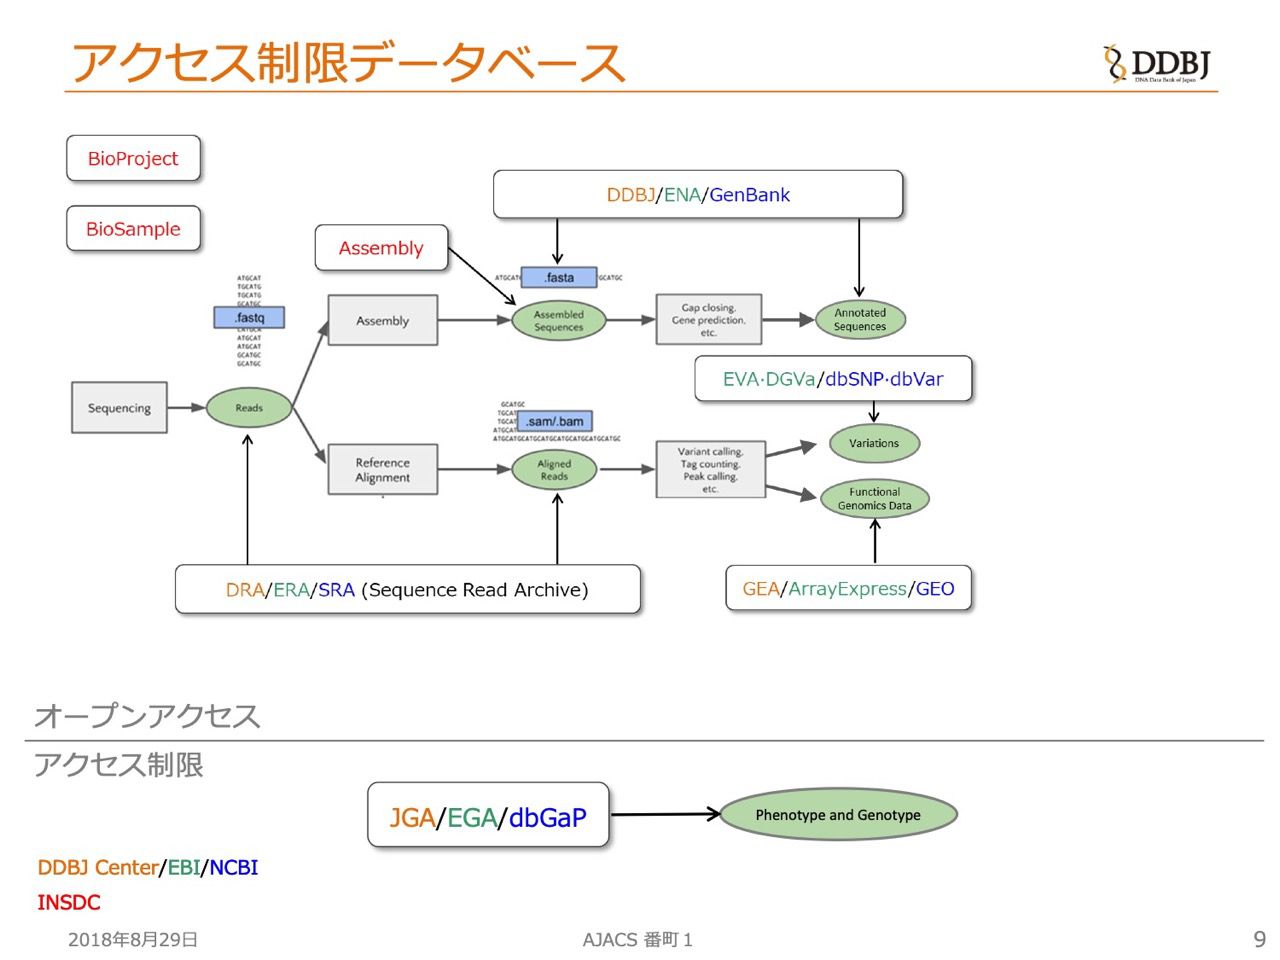 アクセス制限データベース
DDBJ
DNA Data Bank of Japan
BioProject
BioSample
DDBJ/ENA/GenBank
Assembly
ATGCAT
TGCATG
TGCATG
GCATGC
.fastq
CATGCA
ATGCAT
ATGCAT
GCATGC
GCATGC
ATGCATG
.fasta
GCATGC
Assembly
Assembled
Sequences
Gap closing.
Gene prediction.
etc.
Annotated
Sequences
EVA·DGVa/dbSNP·dbVar
Sequencing
Reads
GCATGC
TGCAT
TGCAT
ATGCAT
.sam/.bam
ATGCATGCATGCATGCATGCATGCATGC
Reference
Alignment
Aligned
Reads
Variant calling.
Tag counting.
Peak calling.
etc.
Variations
Functional
Genomics Data
DRA/ERA/SRA (Sequence Read Archive)
GEA/ArrayExpress/GEO
オープンアクセス
アクセス制限
JGA/EGA/dbGaP
Phenotype and Genotype
DDBJ Center/EBI/NCBI
INSDC
2018年8月29日
AJACS 番町１
9